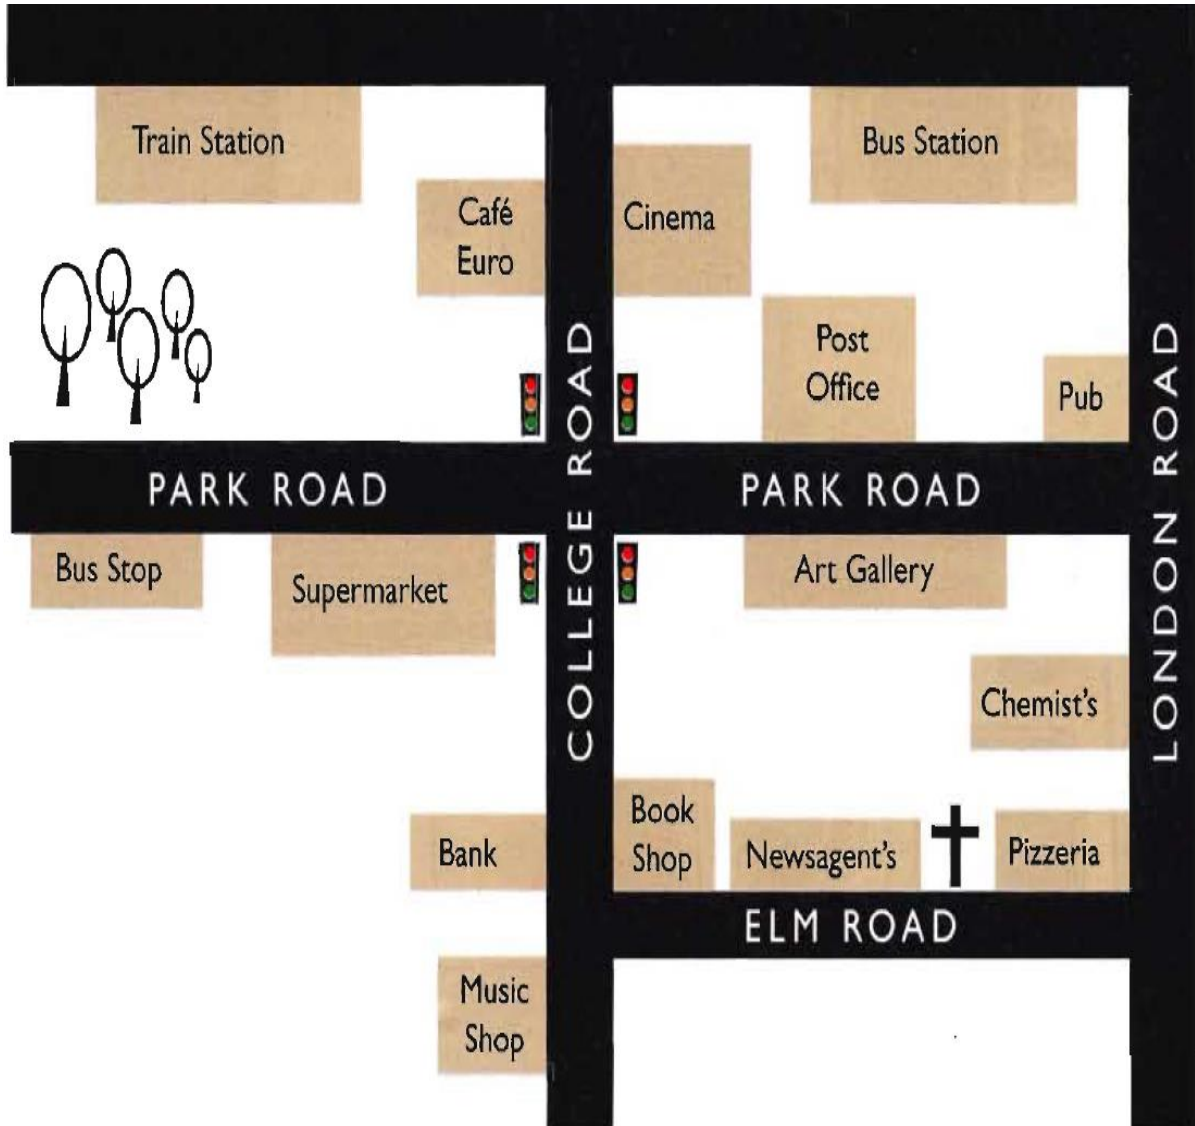 Train Station
Bus Station
Café
Euro
Cinema
Post
Office
Pub
PARK ROAD
PARK ROAD
COLLEGE ROAD
LONDON ROAD
Bus Stop
Supermarket
Art Gallery
Chemist's
Book
Shop
Newsagent's
Pizzeria
Bank
ELM ROAD
Music
Shop